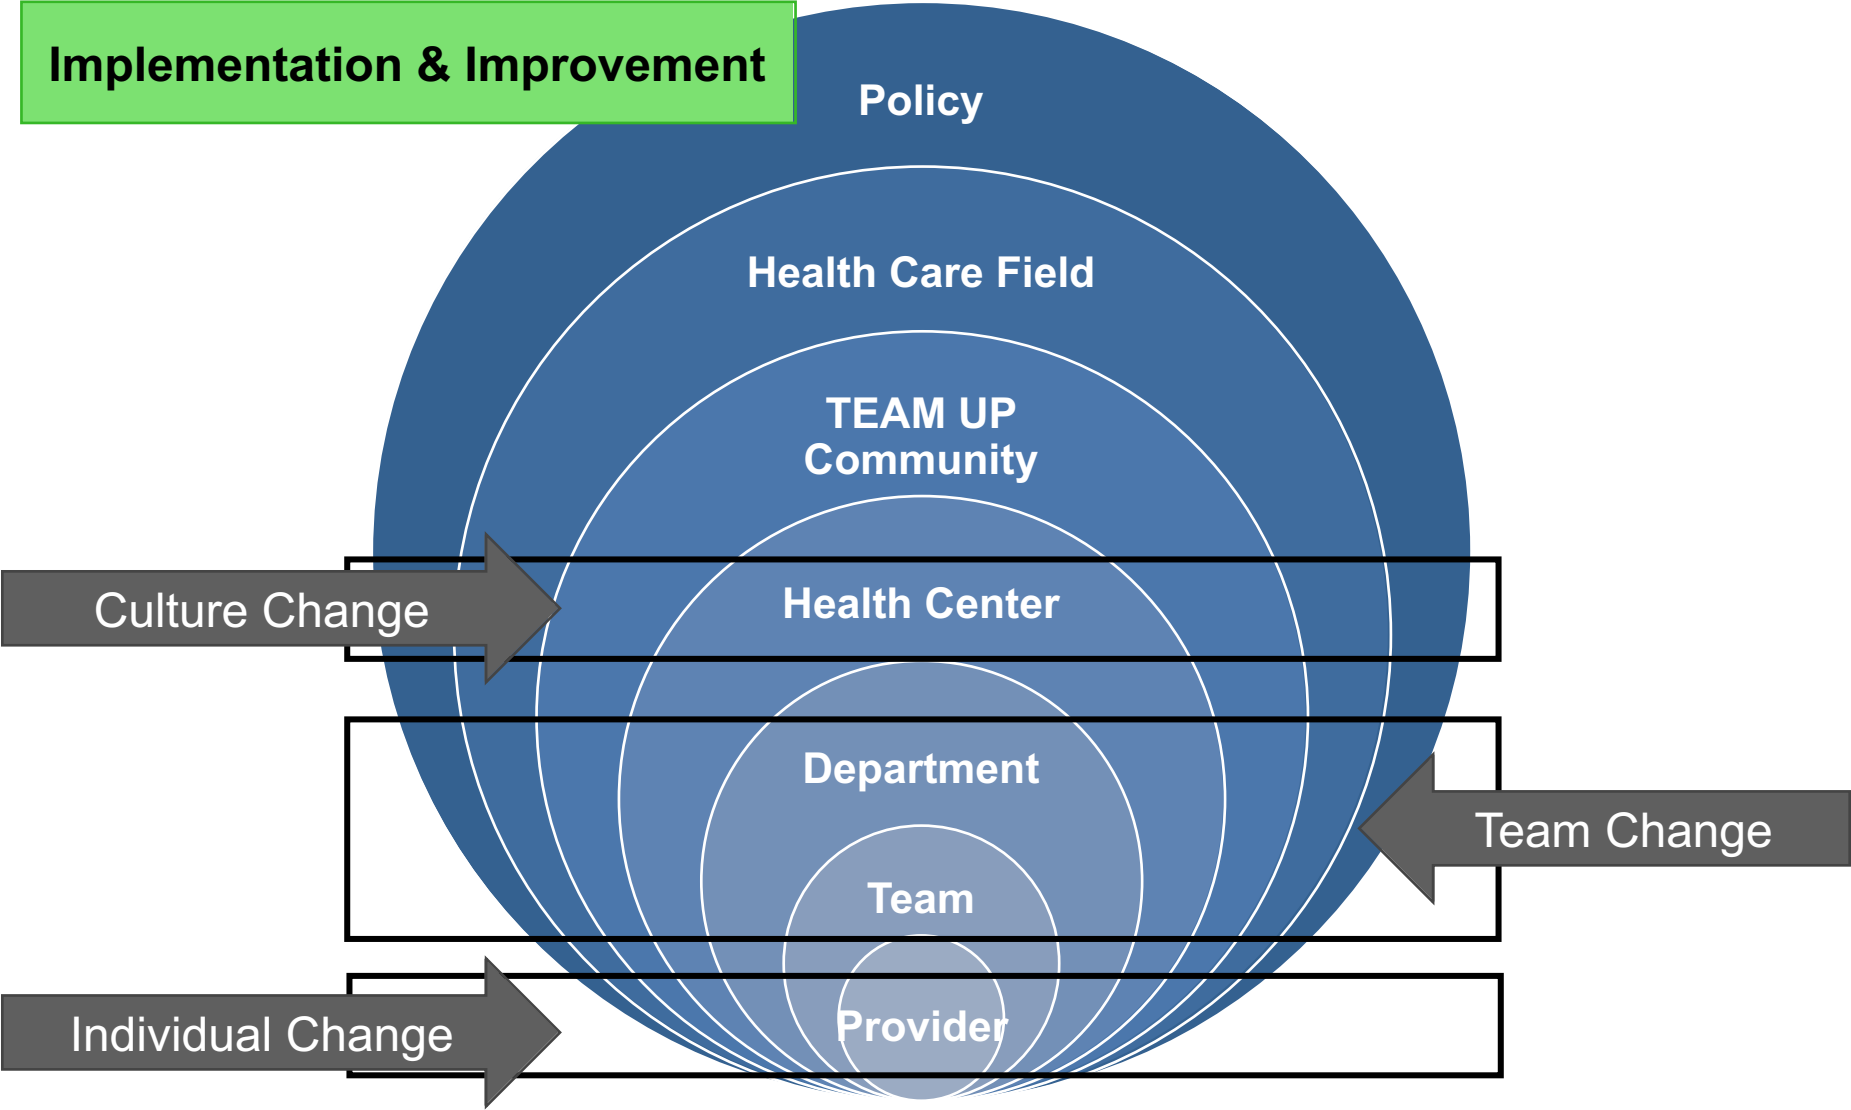 Implementation & Improvement
Policy
Health Care Field
TEAM UP
Community
Culture Change
Health Center
Department
Team Change
Team
Individual Change
Provider